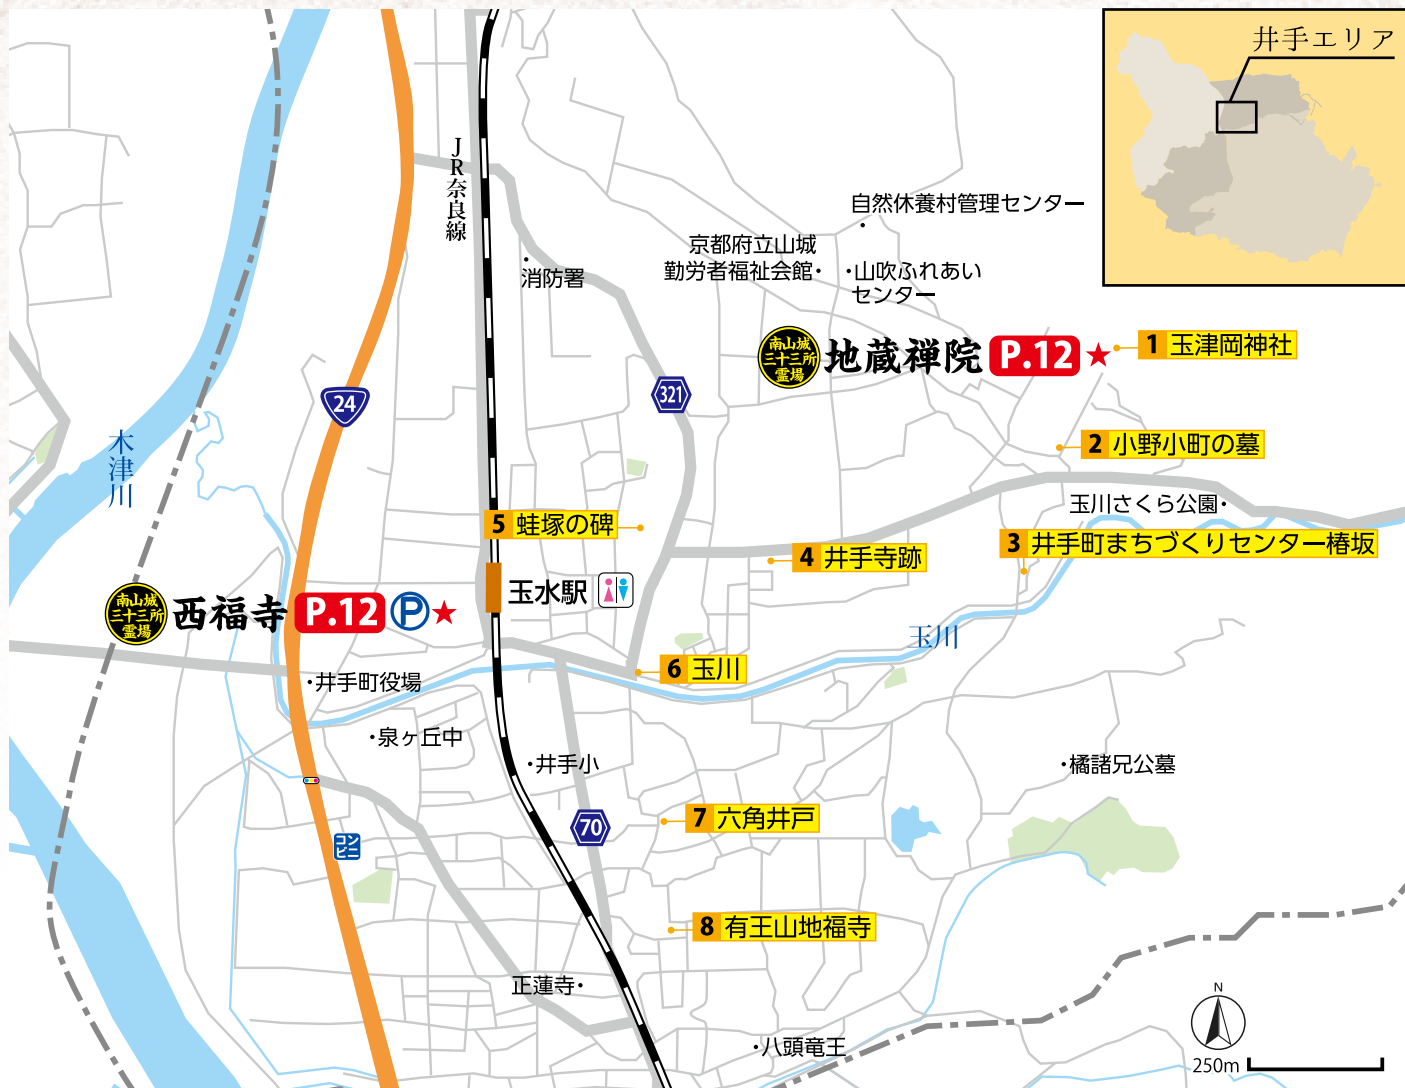 井手エリア
JR奈良線
自然休養村管理センター
京都府立山城
勤労者福祉会館
山吹ふれあい
センター
消防署
南山城
三十三所
霊場
地蔵禅院
P.12
1 玉津岡神社
321
24
木津川
2 小野小町の墓
玉川さくら公園
5 蛙塚の碑
3 井手町まちづくりセンター椿坂
4 井手寺跡
玉水駅
南山城
三十三所
霊場
西福寺
P.12
P
玉川
6 玉川
井手町役場
泉ヶ丘中
井手小
橘諸兄公墓
7 六角井戸
70
コン
ビニ
8 有王山地福寺
正蓮寺
八頭竜王
N
250m